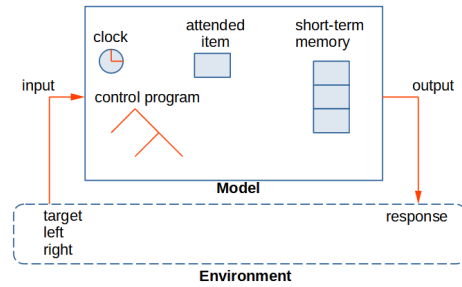 clock
attended
item
short-term
memory
input
output
control program
Model
target
left
right
response
Environment